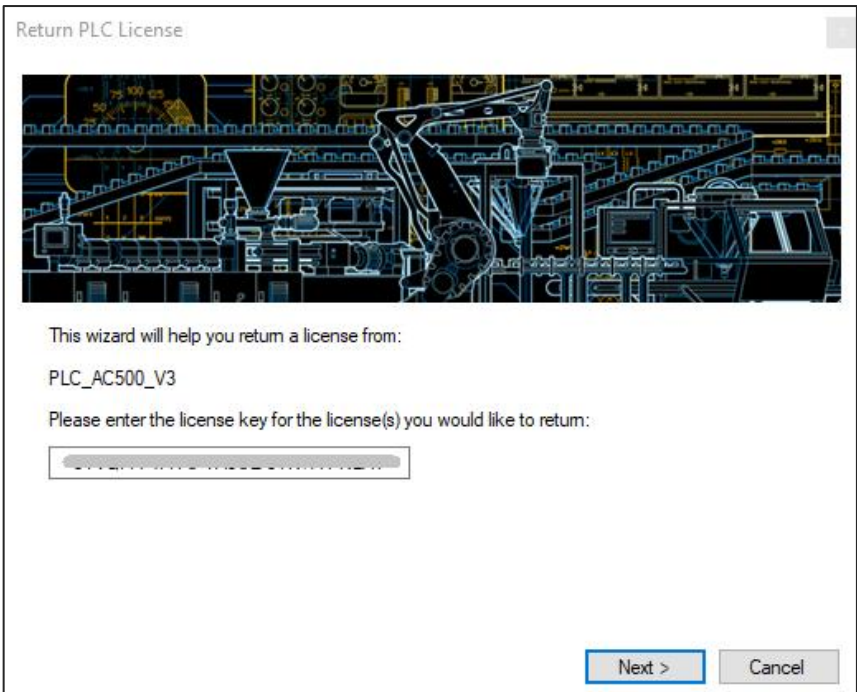 Return PLC License
This wizard will help you return a license from:
PLC_AC500_V3
Please enter the license key for the license(s) you would like to return:
Next >
Cancel